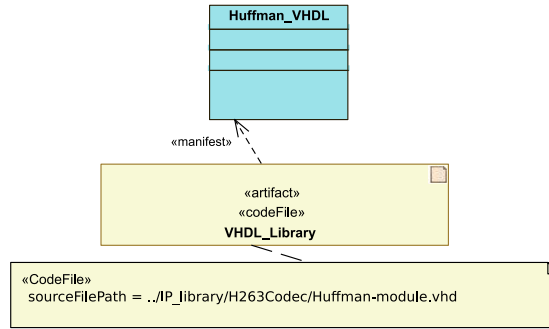 Huffman_VHDL
«manifest»
«artifact»
«codeFile»
VHDL_Library
«CodeFile»
sourceFilePath = ../IP_library/H263Codec/Huffman-module.vhd